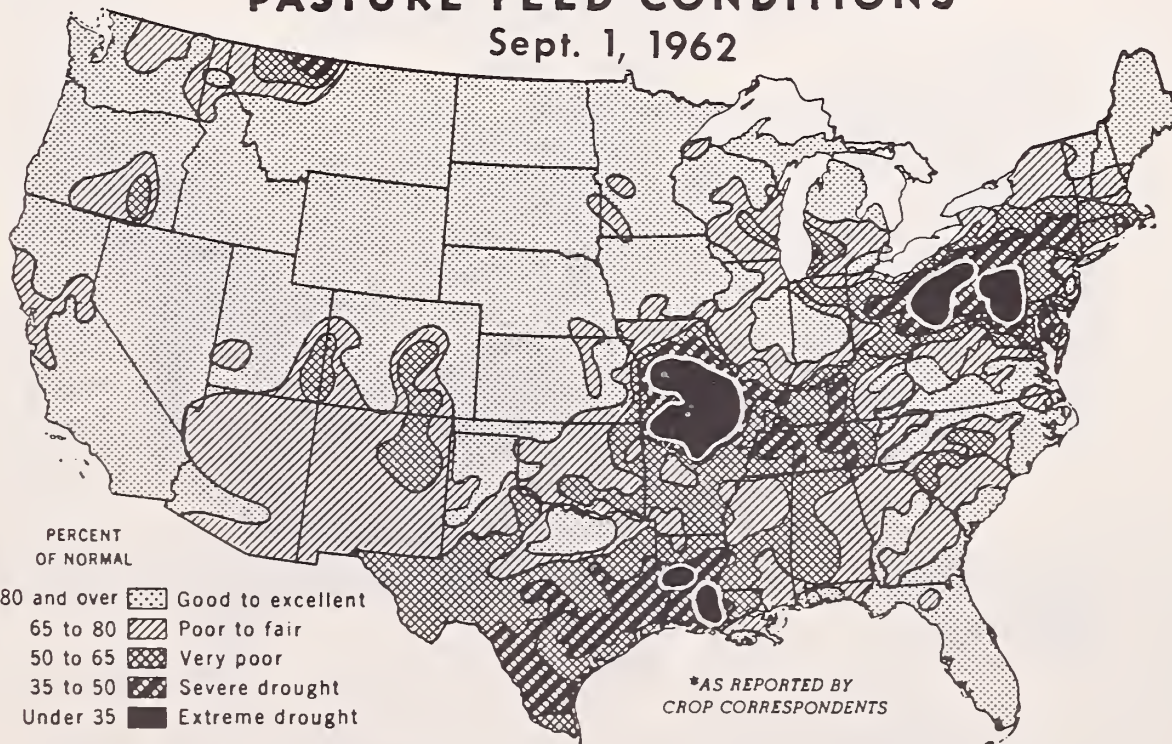 PASTURE FEED CONDITIONS
Sept. 1, 1962
PERCENT
OF NORMAL
80 and over Good to excellent
65 to 80 Poor to fair
50 to 65 Very poor
35 to 50 Severe drought
Under 35 Extreme drought
*AS REPORTED BY
CROP CORRESPONDENTS